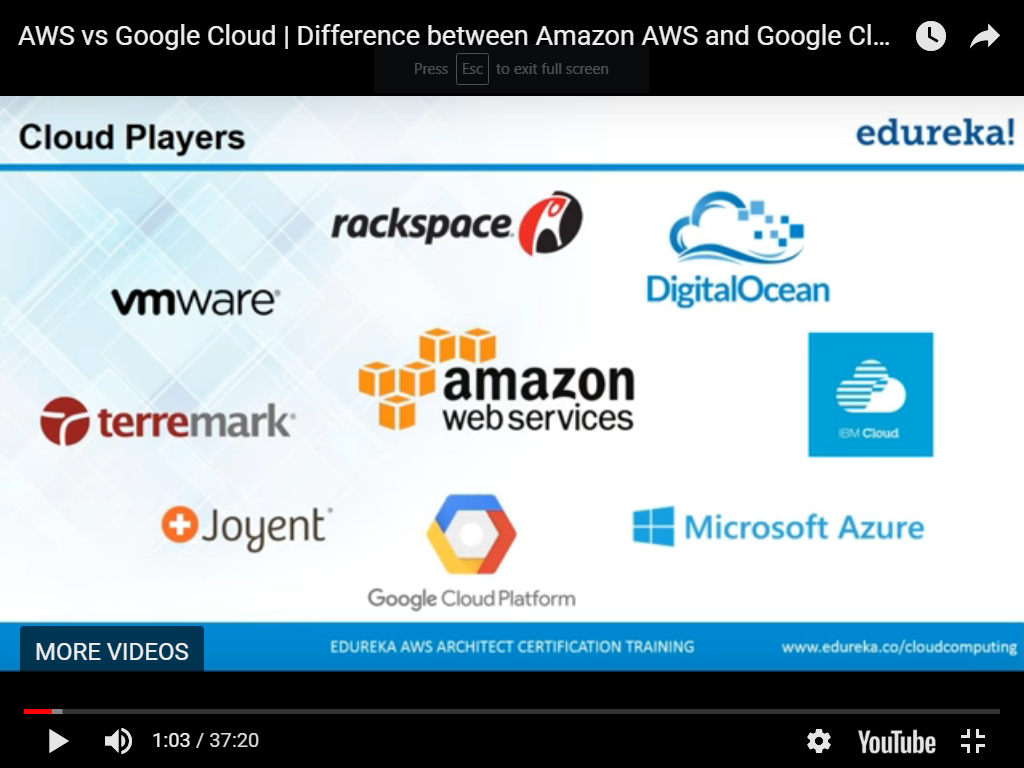 AWS vs Google Cloud | Difference between Amazon AWS and Google Cl...
Press Esc to exit full screen
Cloud Players
edureka!
rackspace.
DigitalOcean
vmware®
amazon
web services
terremark®
IBM Cloud
Joyent®
Microsoft Azure
Google Cloud Platform
MORE VIDEOS
EDUREKA AWS ARCHITECT CERTIFICATION TRAINING
www.edureka.co/cloudcomputing
1:03 / 37:20
YouTube